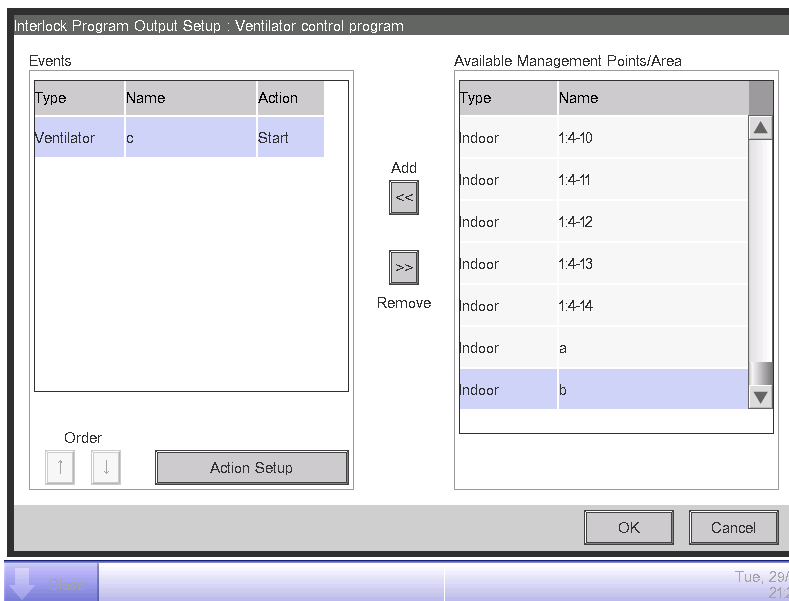 Interlock Program Output Setup : Ventilator control program
Events
Type Name Action
Ventilator c Start
Order
↑ ↓
Action Setup
Add
<<
>>
Remove
Available Management Points/Area
Type Name
Indoor 1:4-10
Indoor 1:4-11
Indoor 1:4-12
Indoor 1:4-13
Indoor 1:4-14
Indoor a
Indoor b
OK Cancel
Tue, 29/